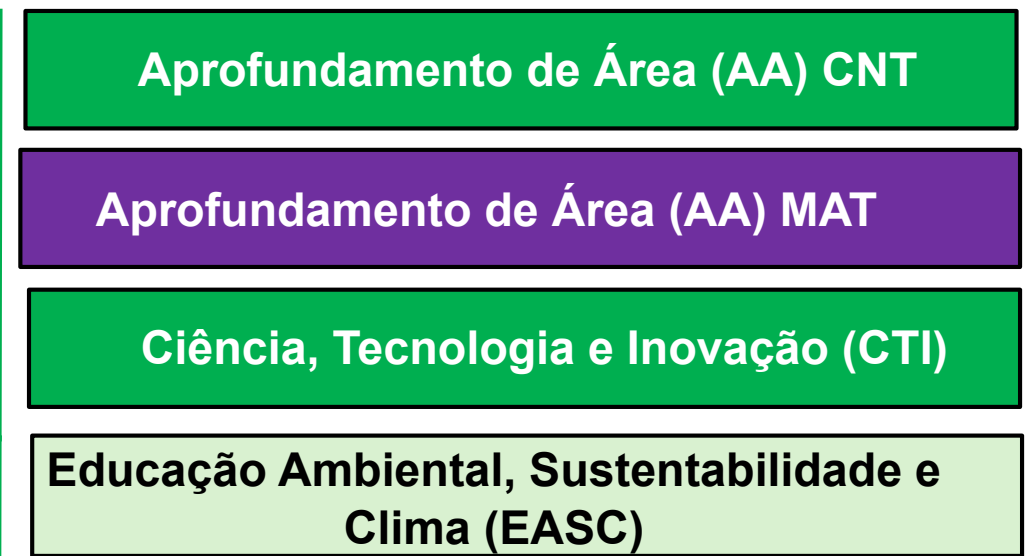 Aprofundamento de Área (AA) CNT
Aprofundamento de Área (AA) MAT
Ciência, Tecnologia e Inovação (CTI)
Educação Ambiental, Sustentabilidade e
Clima (EASC)